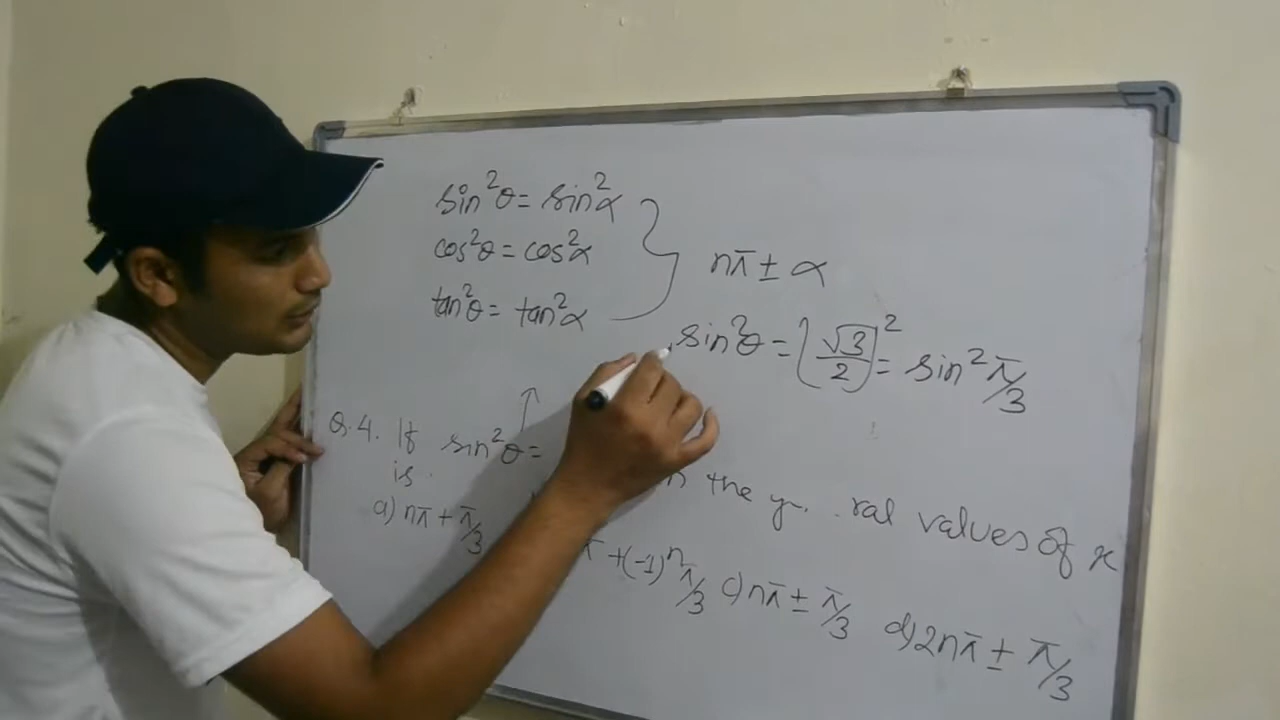 sin²θ = sin²α
cos²θ = cos²α
tan²θ = tan²α
nπ ± α
sin²θ = (√3/2)² = sin² π/3
Q.4. If sin²θ =
the ral values of x
is.
a) nπ + π/3
+(-1)ⁿ π/3 c) nπ ± π/3 d) 2nπ ± π/3